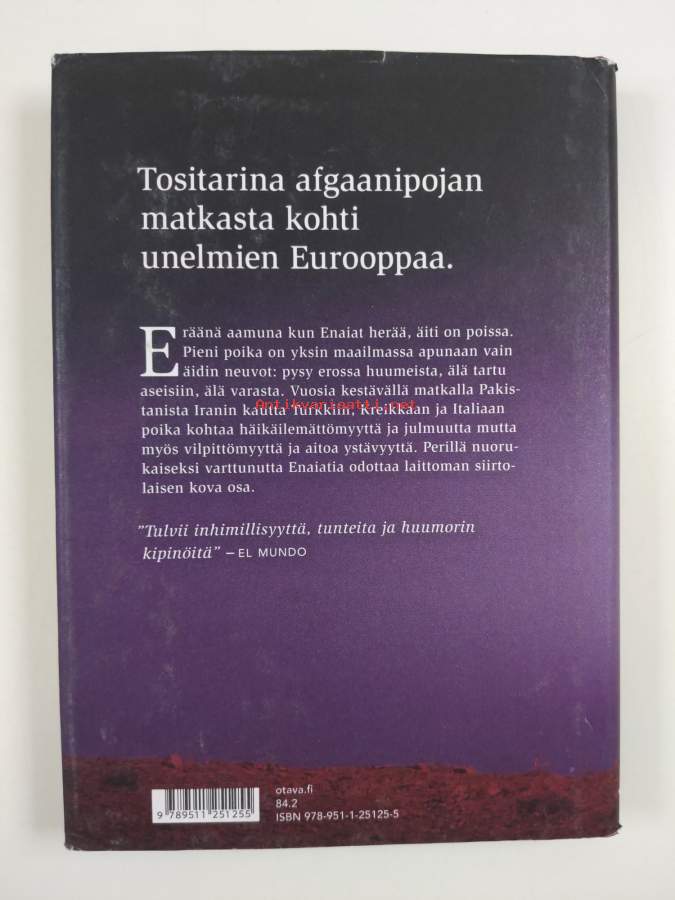 Tositarina afgaanipojan
matkasta kohti
unelmien Eurooppaa.
Eräänä aamuna kun Enaiat herää, äiti on poissa.
Pieni poika on yksin maailmassa apunaan vain
äidin neuvot: pysy erossa huumeista, älä tartu
aseisiin, älä varasta. Vuosia kestävällä matkalla Pakis-
tanista Iranin kautta Turkkiin, Kreikkaan ja Italiaan
Antikvariaatti.net
poika kohtaa häikäilemättömyyttä ja julmuutta mutta
myös vilpittömyyttä ja aitoa ystävyyttä. Perillä nuoru-
kaiseksi varttunutta Enaiatia odottaa laittoman siirto-
laisen kova osa.
”Tulvii inhimillisyyttä, tunteita ja huumorin
kipinöitä” – EL MUNDO
otava.fi
84.2
ISBN 978-951-1-25125-5
9 789511 251255